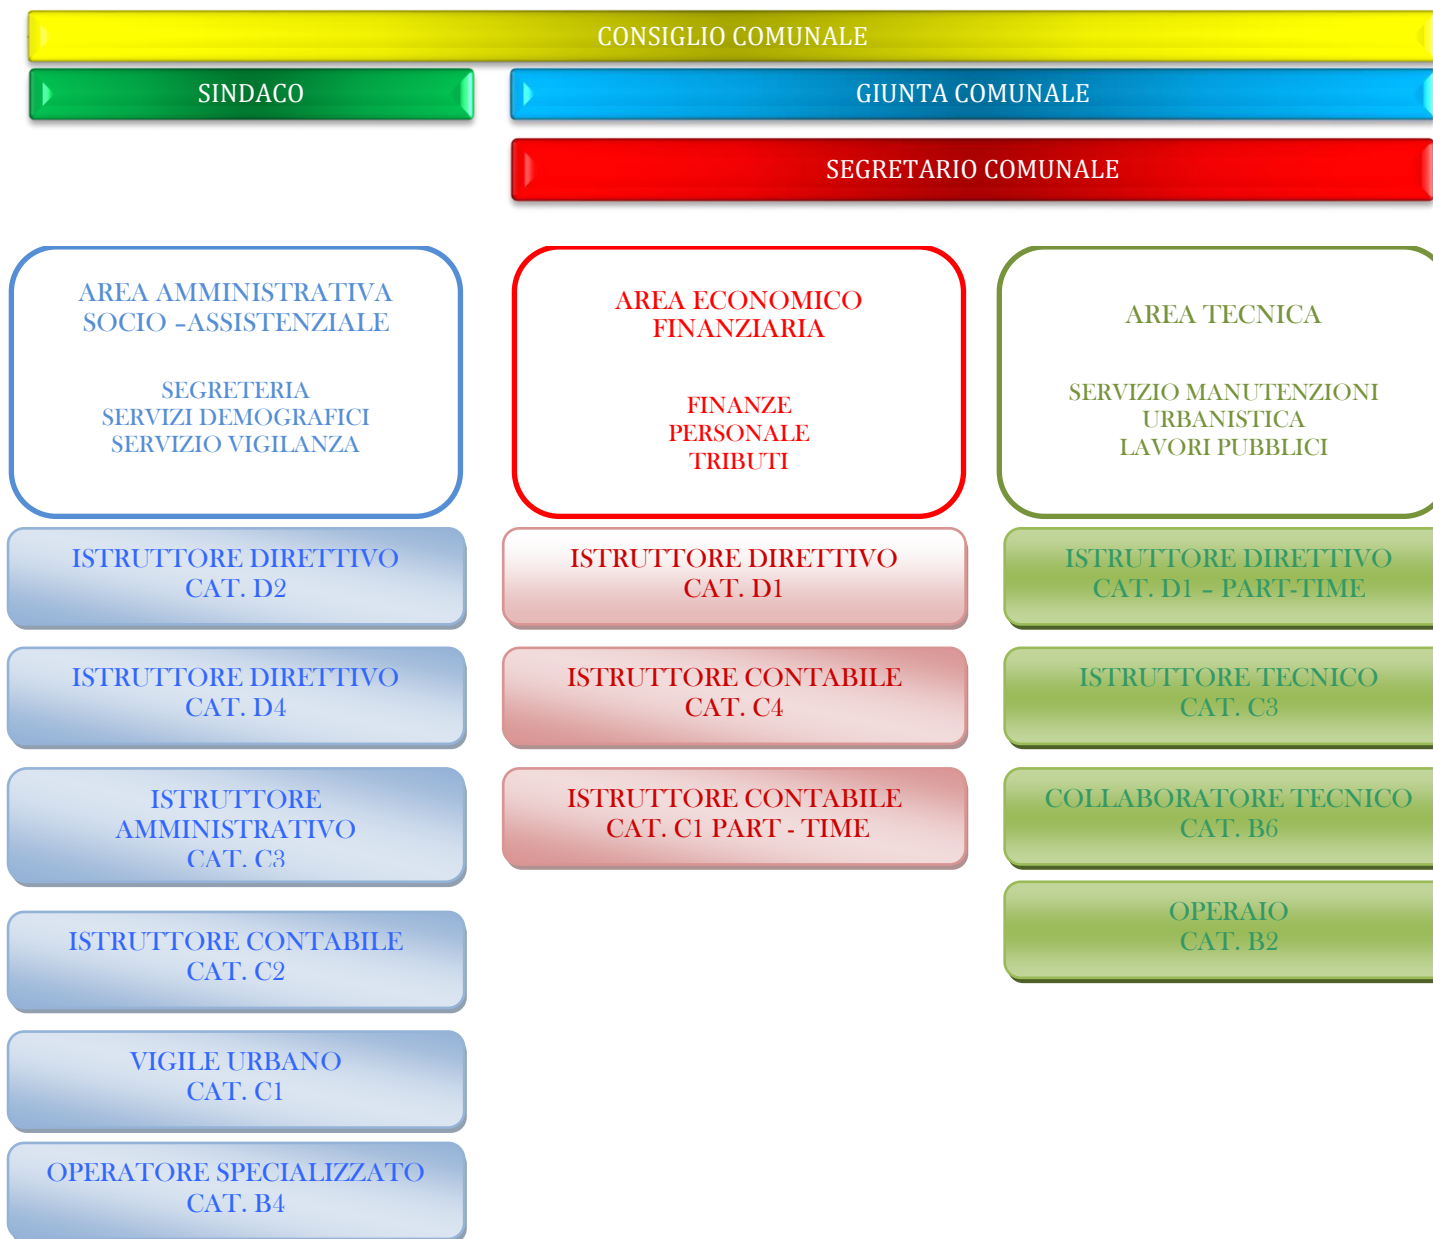 CONSIGLIO COMUNALE
SINDACO
GIUNTA COMUNALE
SEGRETARIO COMUNALE
AREA AMMINISTRATIVA
SOCIO –ASSISTENZIALE
SEGRETERIA
SERVIZI DEMOGRAFICI
SERVIZIO VIGILANZA
AREA ECONOMICO
FINANZIARIA
FINANZE
PERSONALE
TRIBUTI
AREA TECNICA
SERVIZIO MANUTENZIONI
URBANISTICA
LAVORI PUBBLICI
ISTRUTTORE DIRETTIVO
CAT. D2
ISTRUTTORE DIRETTIVO
CAT. D4
ISTRUTTORE
AMMINISTRATIVO
CAT. C3
ISTRUTTORE CONTABILE
CAT. C2
VIGILE URBANO
CAT. C1
OPERATORE SPECIALIZZATO
CAT. B4
ISTRUTTORE DIRETTIVO
CAT. D1
ISTRUTTORE CONTABILE
CAT. C4
ISTRUTTORE CONTABILE
CAT. C1 PART - TIME
ISTRUTTORE DIRETTIVO
CAT. D1 – PART-TIME
ISTRUTTORE TECNICO
CAT. C3
COLLABORATORE TECNICO
CAT. B6
OPERAIO
CAT. B2